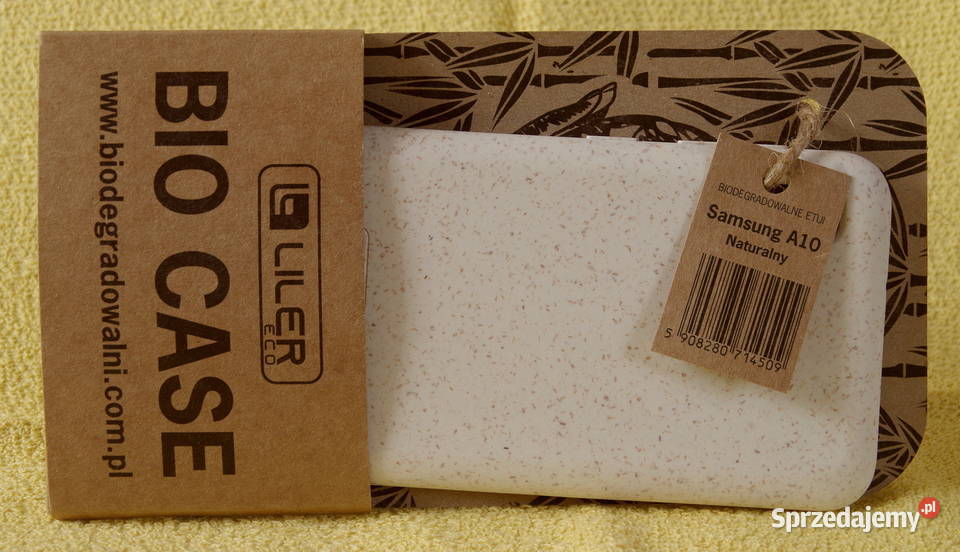 BIO CASE
www.biodegradowalni.com.pl
LILER
ECO
BIODEGRADOWALNE ETUI
Samsung A10
Naturalny
5 908280 714509
Sprzedajemy.pl